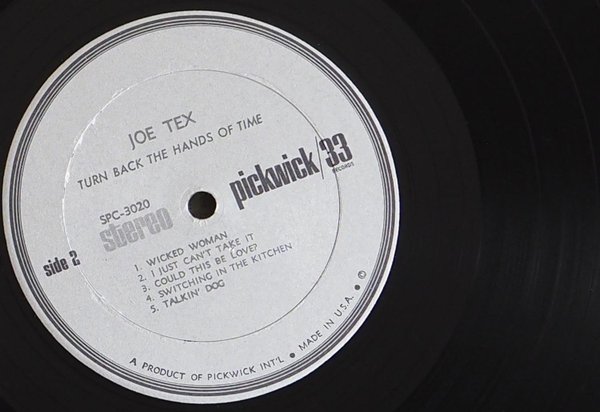 JOE TEX
TURN BACK THE HANDS OF TIME
pickwick/33
RECORDS
SPC-3020
stereo
side 2
1. WICKED WOMAN
2. I JUST CAN'T TAKE IT
3. COULD THIS BE LOVE?
4. SWITCHING IN THE KITCHEN
5. TALKIN' DOG
A PRODUCT OF PICKWICK INT'L ● MADE IN U.S.A. ● ©